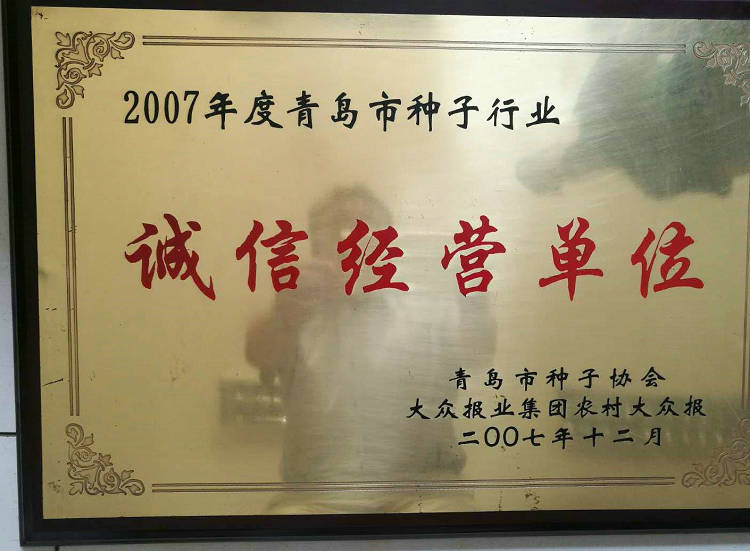 2007年度青岛市种子行业
诚信经营单位
青岛市种子协会
大众报业集团农村大众报
二〇〇七年十二月